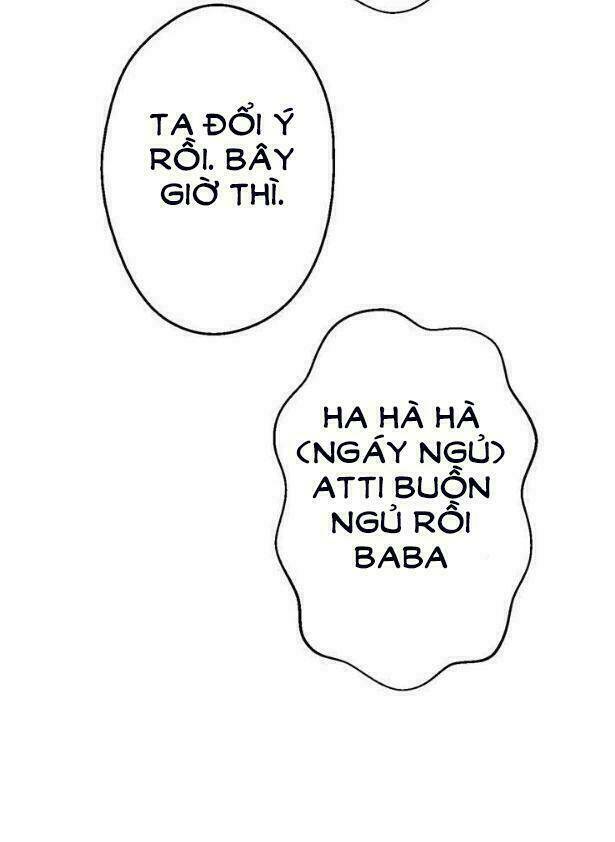 TA ĐỔI Ý
RỒI. BÂY
GIỜ THÌ.
HA HÀ HÀ
(NGÁY NGỦ)
ATTI BUỒN
NGỦ RỒI
BABA